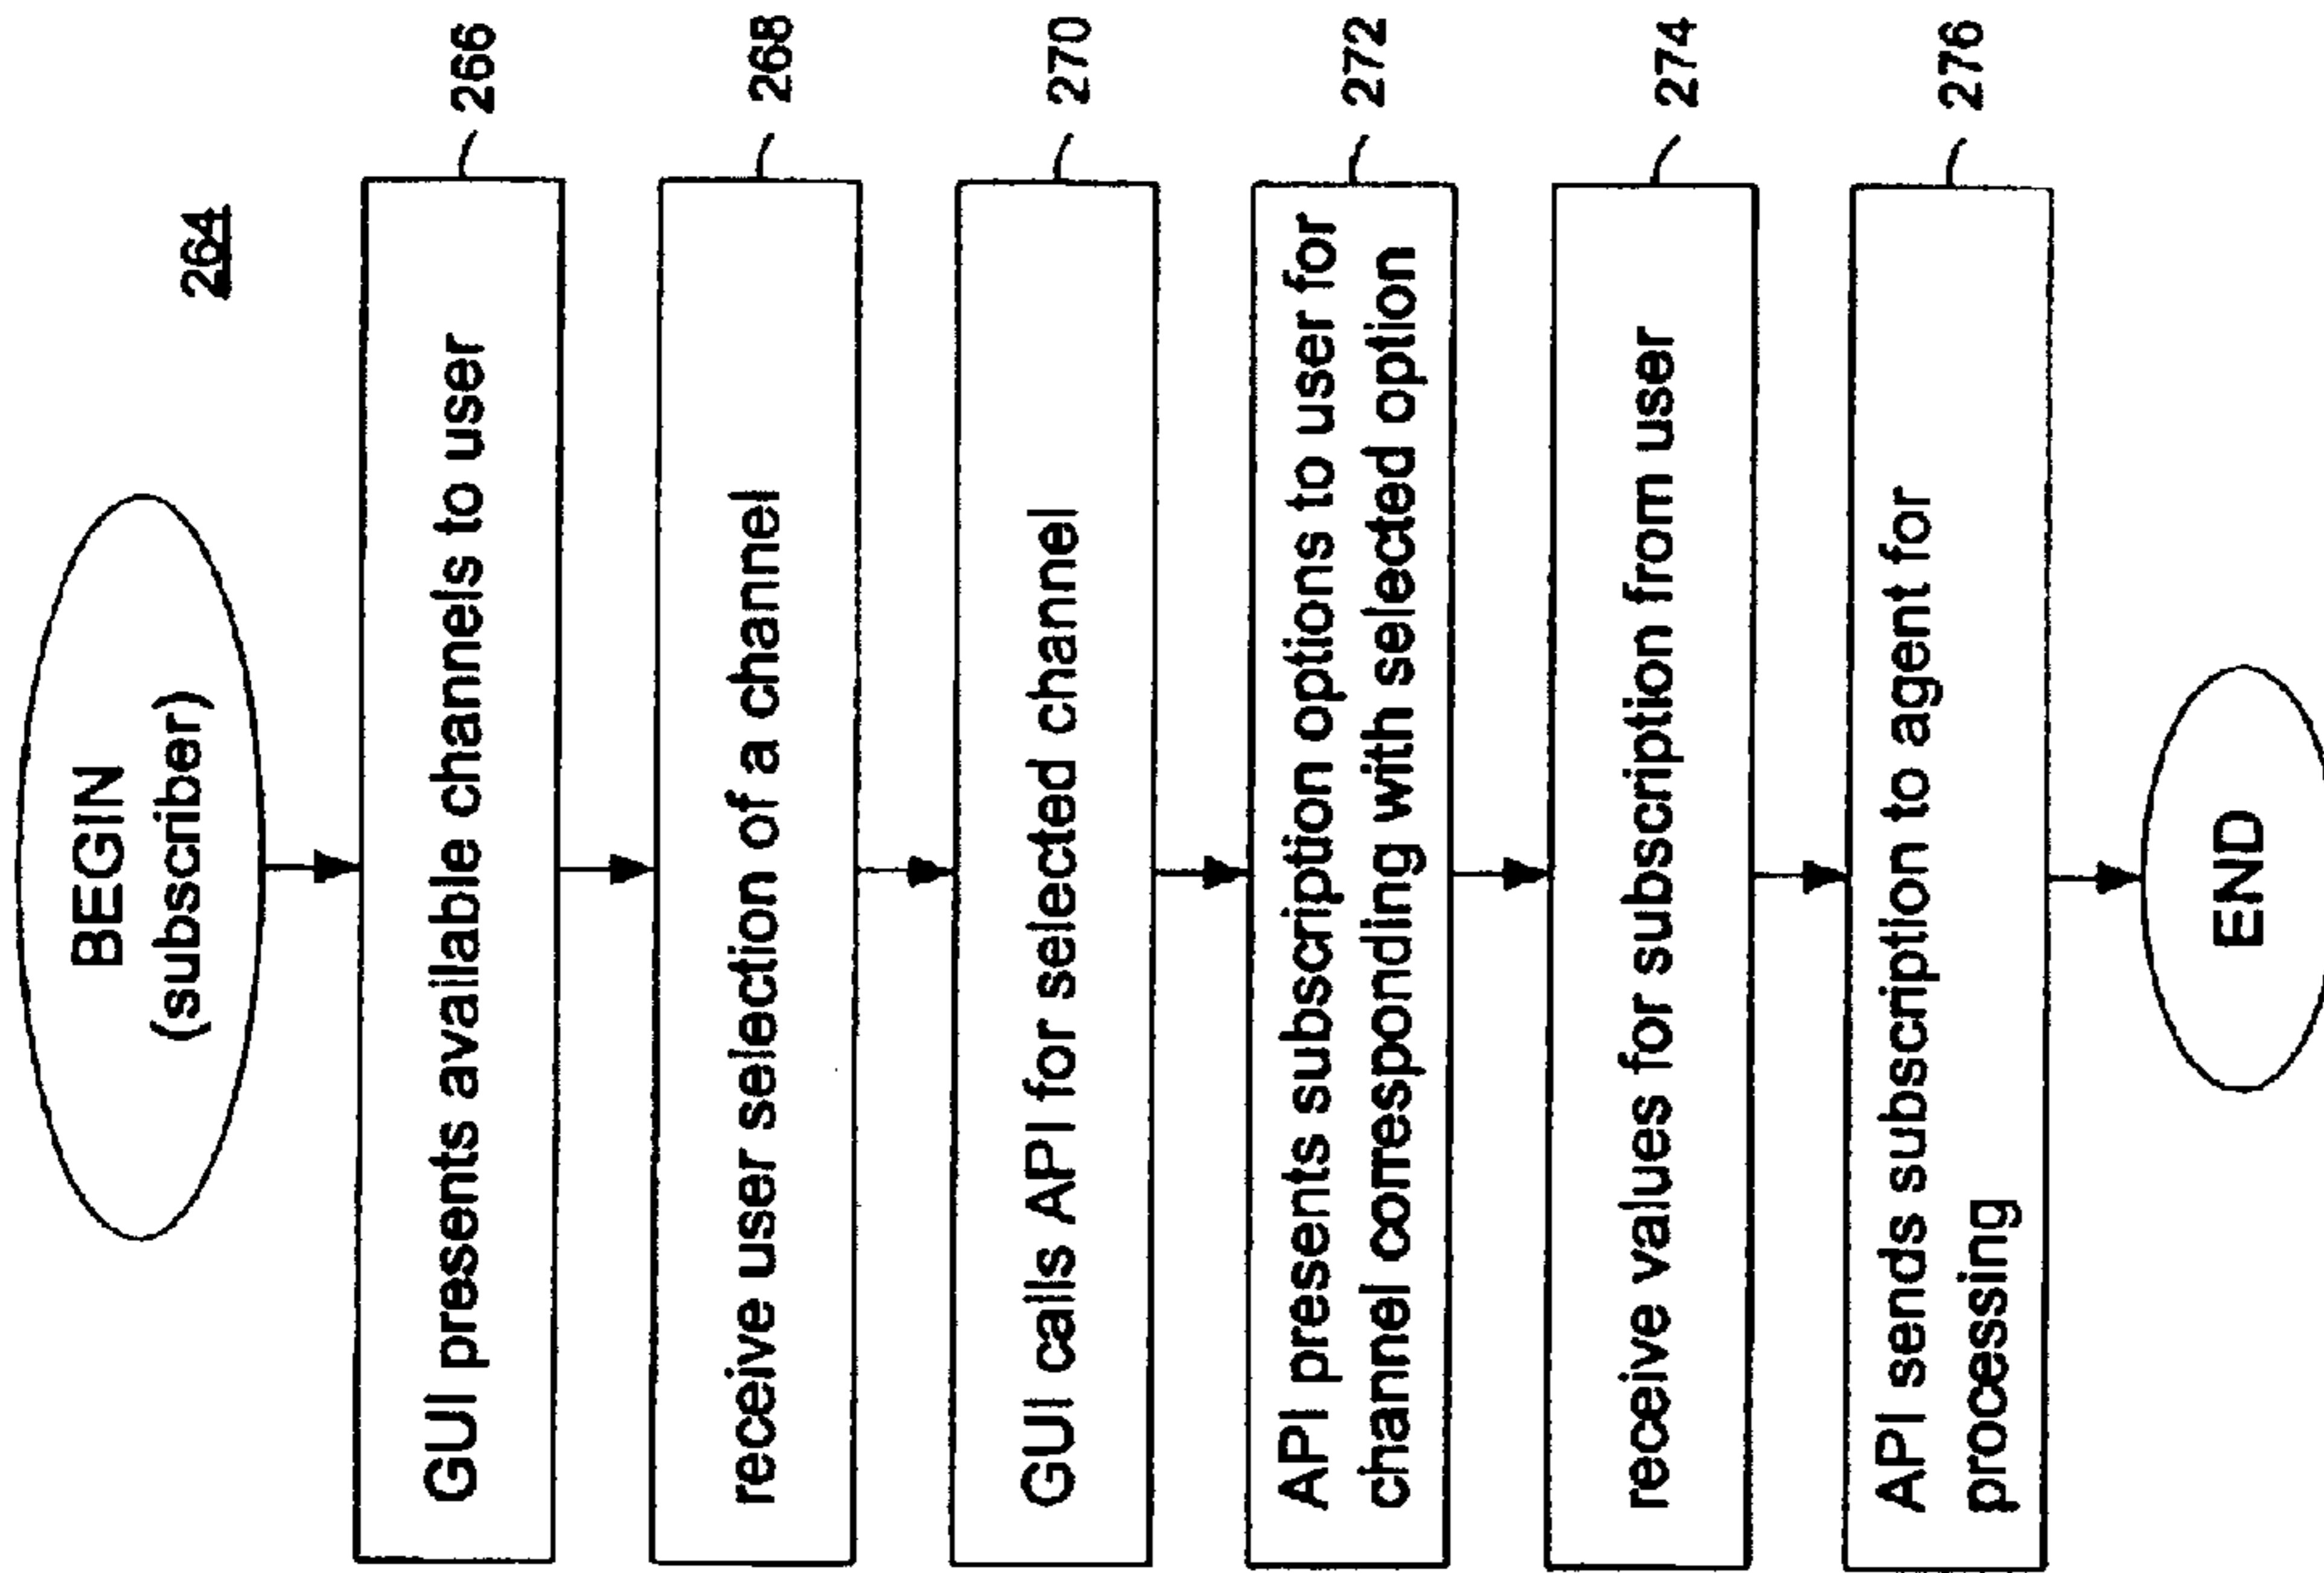 264
BEGIN
(subscriber)
GUI presents available channels to user
266
receive user selection of a channel
268
GUI calls API for selected channel
270
API presents subscription options to user for
channel corresponding with selected option
272
receive values for subscription from user
274
API sends subscription to agent for
processing
276
END